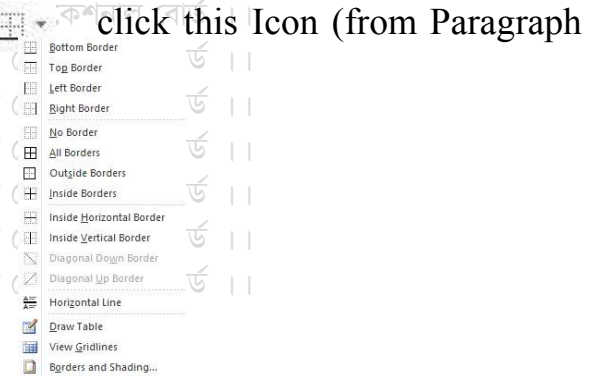 click this Icon (from Paragraph
Bottom Border
Top Border
Left Border
Right Border
No Border
All Borders
Outside Borders
Inside Borders
Inside Horizontal Border
Inside Vertical Border
Diagonal Down Border
Diagonal Up Border
Horizontal Line
Draw Table
View Gridlines
Borders and Shading...